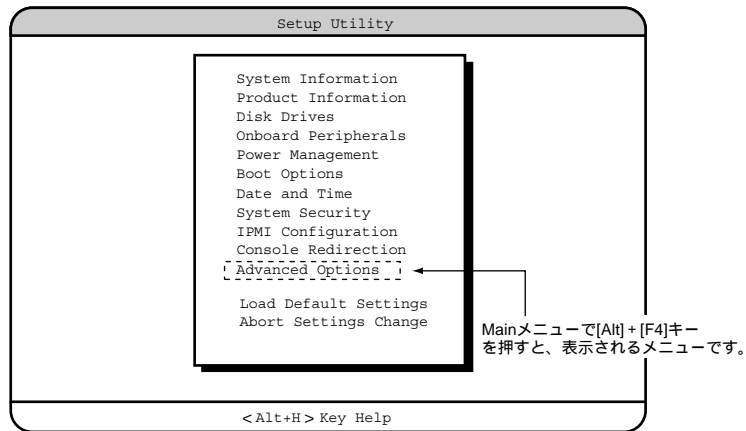 Setup Utility
System Information
Product Information
Disk Drives
Onboard Peripherals
Power Management
Boot Options
Date and Time
System Security
IPMI Configuration
Console Redirection
Advanced Options
Load Default Settings
Abort Settings Change
Mainメニューで[Alt]+[F4]キー
を押すと、表示されるメニューです。
<Alt+H> Key Help